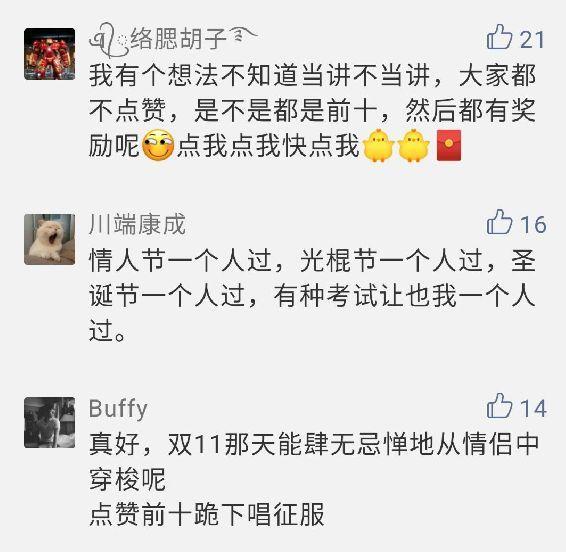 络腮胡子
21
我有个想法不知道当讲不当讲，大家都
不点赞，是不是都是前十，然后都有奖
励呢点我点我快点我
川端康成
16
情人节一个人过，光棍节一个人过，圣
诞节一个人过，有种考试让也我一个人
过。
Buffy
14
真好，双11那天能肆无忌惮地从情侣中
穿梭呢
点赞前十跪下唱征服